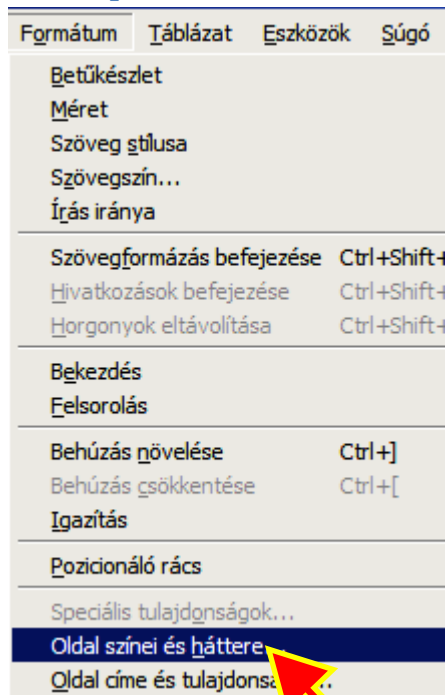 Formátum Táblázat Eszközök Súgó
Betűkészlet
Méret
Szöveg stílusa
Szövegszín...
Írás iránya
Szövegformázás befejezése Ctrl+Shift+
Hivatkozások befejezése Ctrl+Shift+
Horgonyok eltávolítása Ctrl+Shift+
Bekezdés
Felsorolás
Behúzás növelése Ctrl+]
Behúzás csökkentése Ctrl+[
Igazítás
Pozicionáló rács
Speciális tulajdonságok...
Oldal színei és háttere...
Oldal címe és